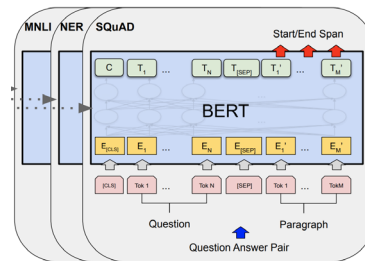 MNLI NER SQuAD
Start/End Span
C T1 ... TN T[SEP] T1' ... TM'
BERT
E[CLS] E1 ... EN E[SEP] E1' ... EM'
[CLS] Tok 1 ... Tok N [SEP] Tok 1 ... TokM
Question Paragraph
Question Answer Pair